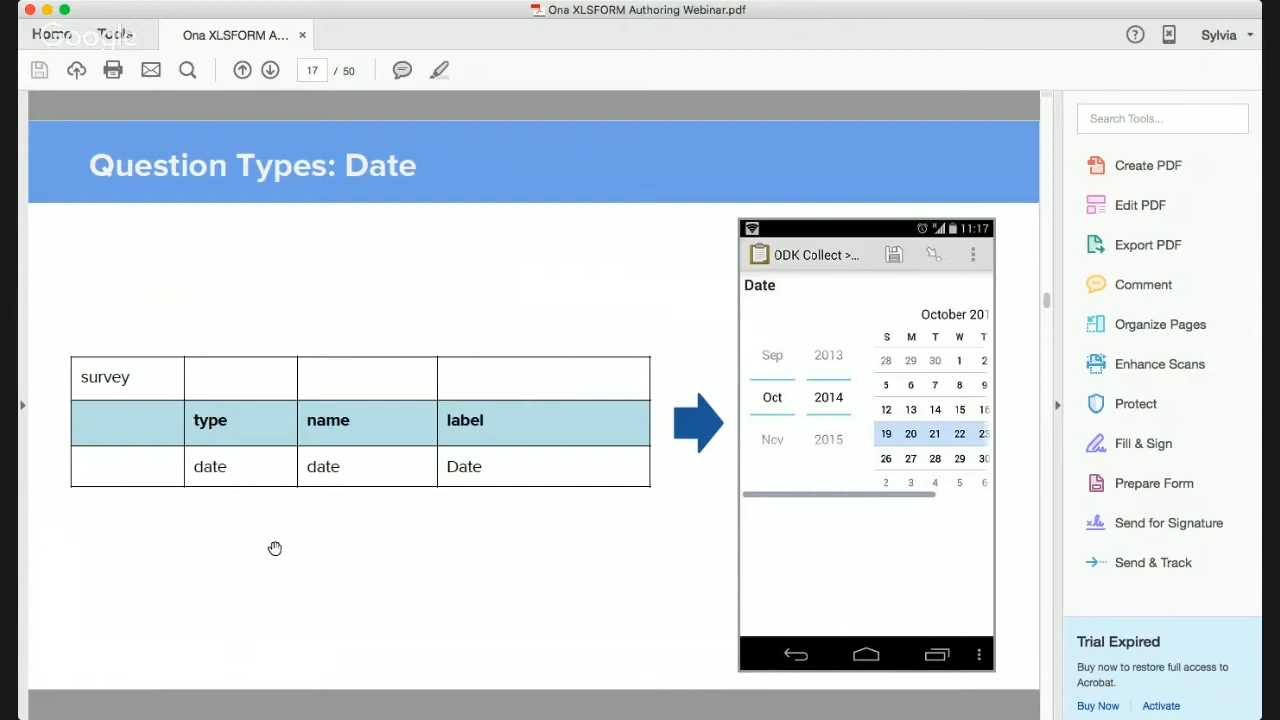 Ona XLSFORM Authoring Webinar.pdf
Home Tools Ona XLSFORM A... × ? Sylvia
Google
17 / 50
Search Tools...
Question Types: Date
survey
type name label
date date Date
11:17
ODK Collect >...
Date
October 201
S M T W T
Sep 2013 28 29 30 1 2
5 6 7 8 9
Oct 2014 12 13 14 15 16
19 20 21 22 23
Nov 2015 26 27 28 29 30
2 3 4 5 6
Create PDF
Edit PDF
Export PDF
Comment
Organize Pages
Enhance Scans
Protect
Fill & Sign
Prepare Form
Send for Signature
Send & Track
Trial Expired
Buy now to restore full access to
Acrobat.
Buy Now Activate